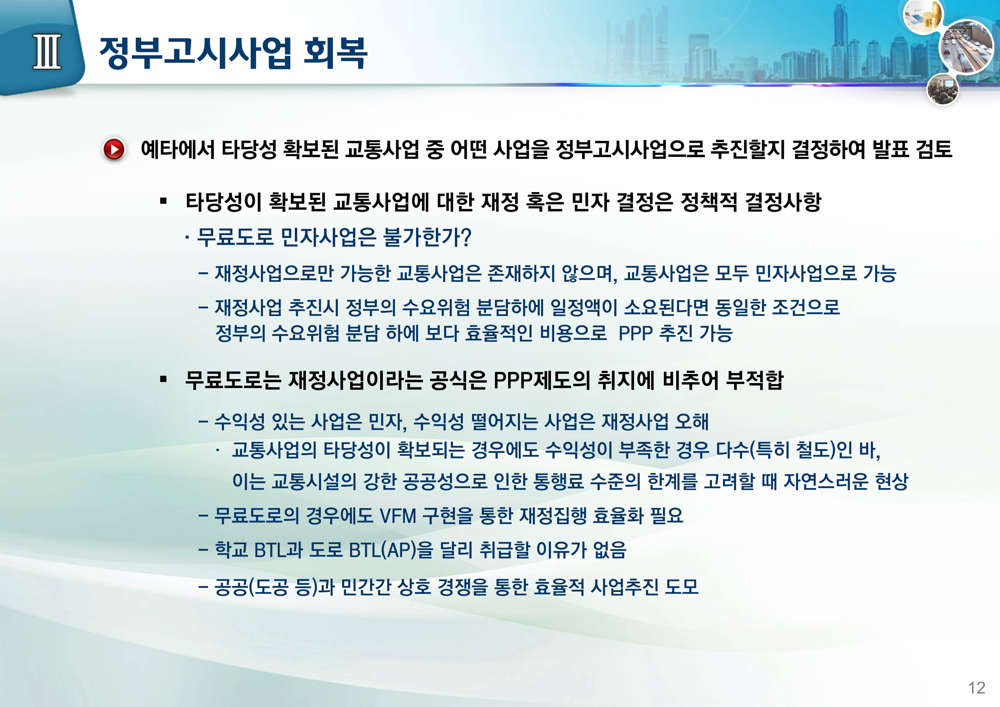 Ⅲ 정부고시사업 회복
예타에서 타당성 확보된 교통사업 중 어떤 사업을 정부고시사업으로 추진할지 결정하여 발표 검토
▪ 타당성이 확보된 교통사업에 대한 재정 혹은 민자 결정은 정책적 결정사항
· 무료도로 민자사업은 불가한가?
– 재정사업으로만 가능한 교통사업은 존재하지 않으며, 교통사업은 모두 민자사업으로 가능
– 재정사업 추진시 정부의 수요위험 분담하에 일정액이 소요된다면 동일한 조건으로
정부의 수요위험 분담 하에 보다 효율적인 비용으로 PPP 추진 가능
▪ 무료도로는 재정사업이라는 공식은 PPP제도의 취지에 비추어 부적합
– 수익성 있는 사업은 민자, 수익성 떨어지는 사업은 재정사업 오해
· 교통사업의 타당성이 확보되는 경우에도 수익성이 부족한 경우 다수(특히 철도)인 바,
이는 교통시설의 강한 공공성으로 인한 통행료 수준의 한계를 고려할 때 자연스러운 현상
– 무료도로의 경우에도 VFM 구현을 통한 재정집행 효율화 필요
– 학교 BTL과 도로 BTL(AP)을 달리 취급할 이유가 없음
– 공공(도공 등)과 민간간 상호 경쟁을 통한 효율적 사업추진 도모
12